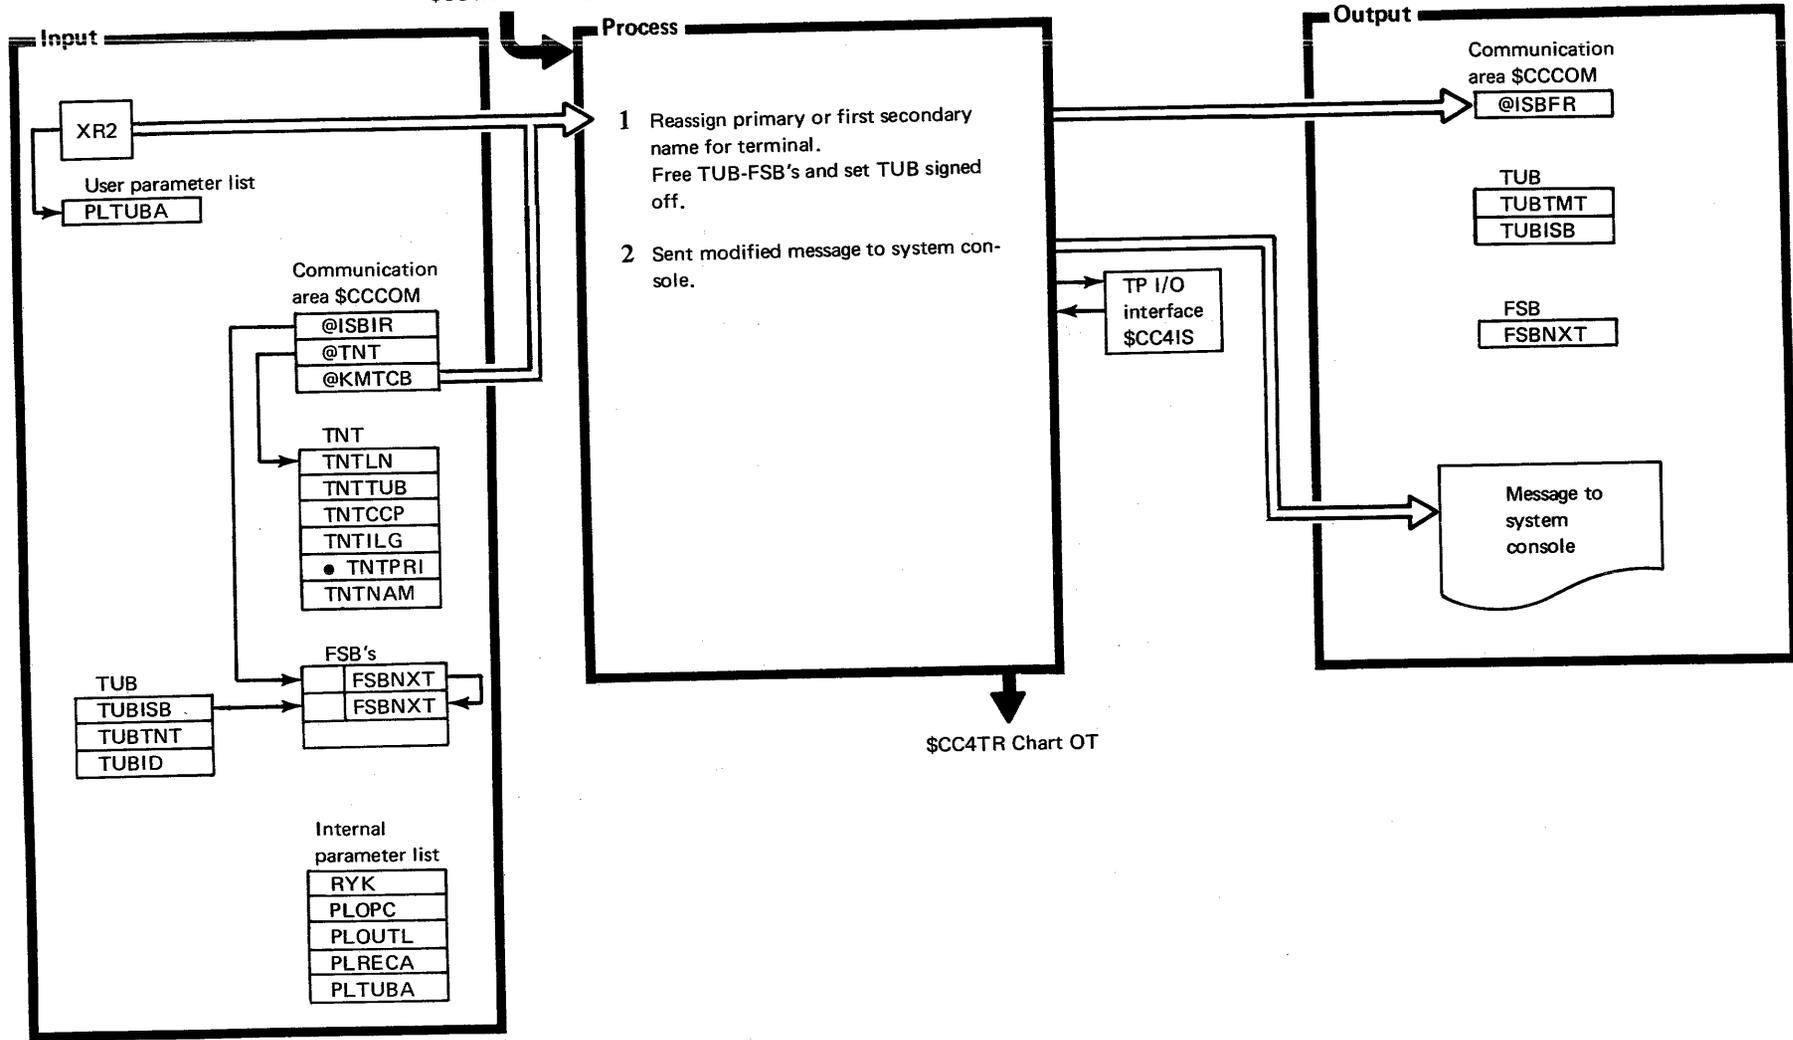 Input
XR2
User parameter list
PLTUBA
Communication
area $CCCOM
@ISBIR
@TNT
@KMTCB
TNT
TNTLN
TNTTUB
TNTCCP
TNTILG
● TNTPRI
TNTNAM
FSB's
FSBNXT
FSBNXT
TUB
TUBISB
TUBTNT
TUBID
Internal
parameter list
RYK
PLOPC
PLOUTL
PLRECA
PLTUBA
Process
1 Reassign primary or first secondary
name for terminal.
Free TUB-FSB's and set TUB signed
off.
2 Sent modified message to system con-
sole.
TP I/O
interface
$CC4IS
$CC4TR Chart OT
Output
Communication
area $CCCOM
@ISBFR
TUB
TUBTMT
TUBISB
FSB
FSBNXT
Message to
system
console